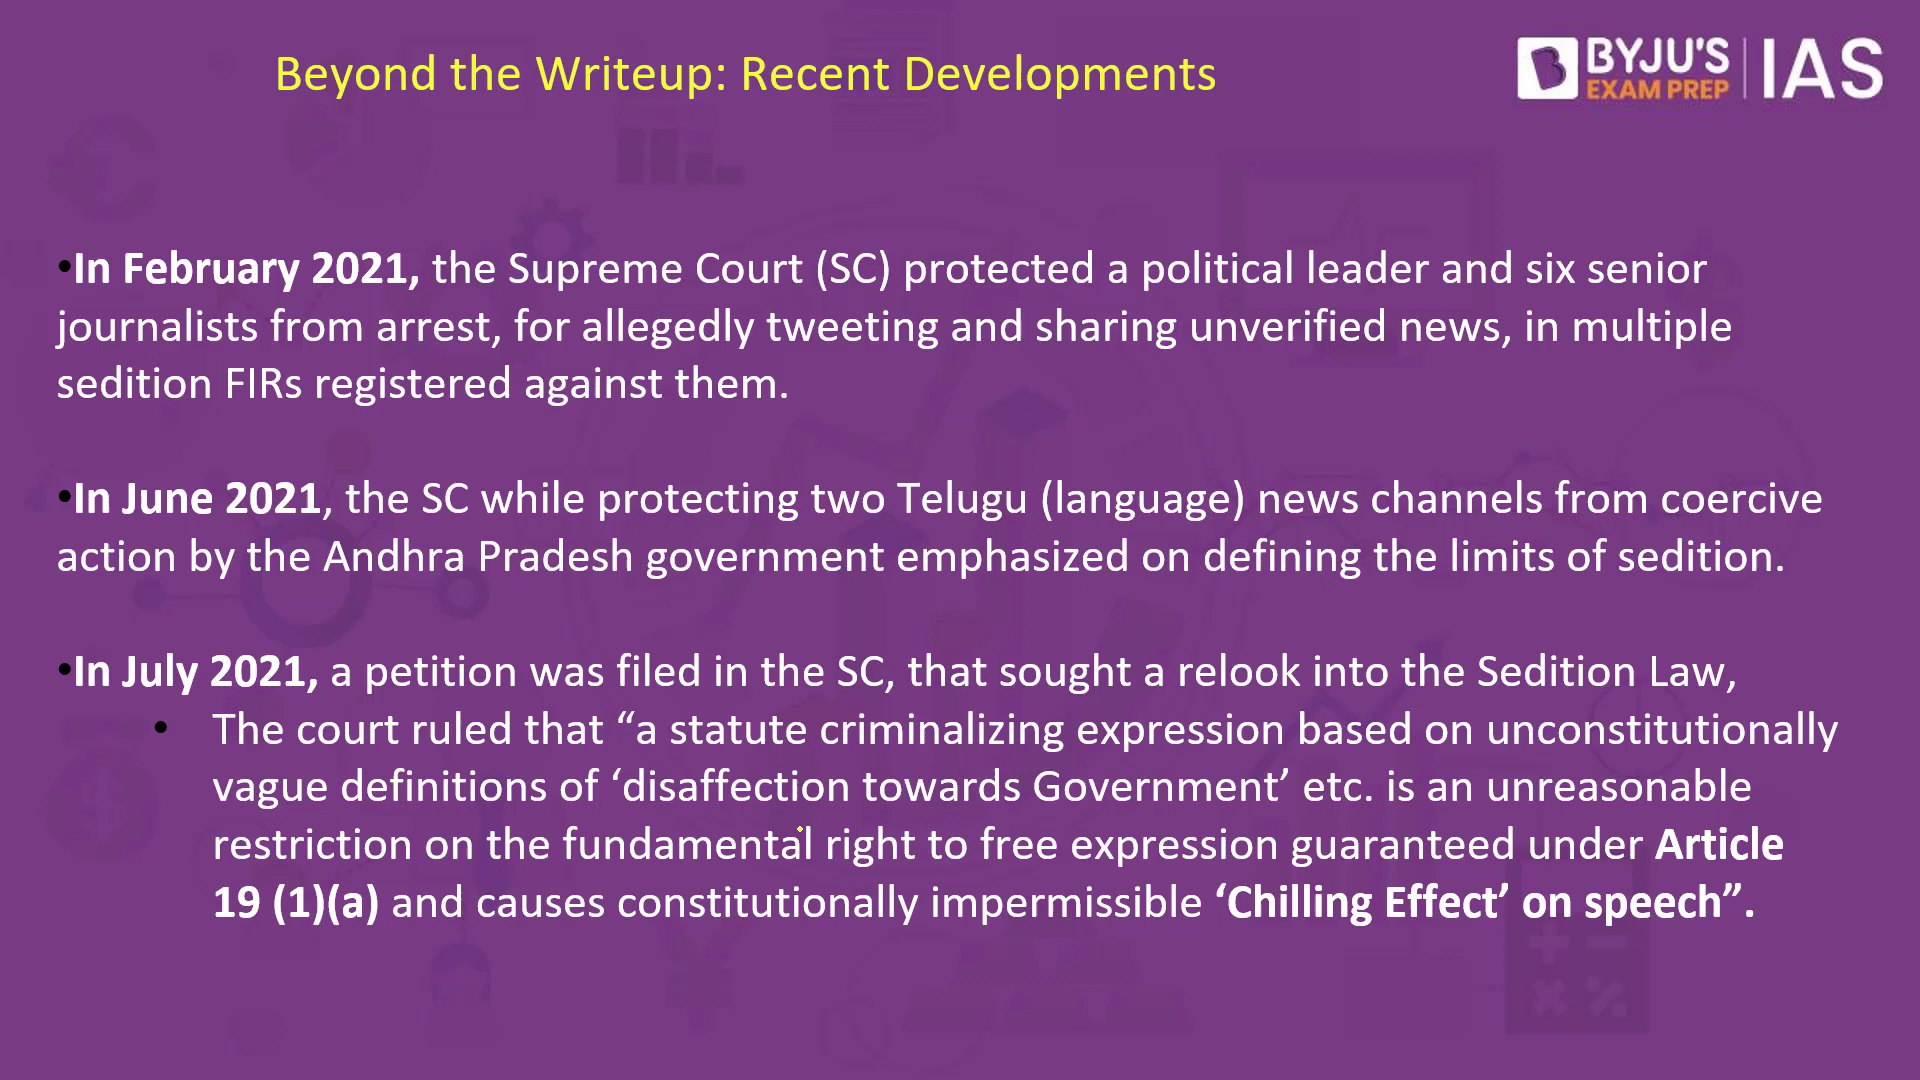 Beyond the Writeup: Recent Developments
BYJU'S
EXAM PREP
IAS
•In February 2021, the Supreme Court (SC) protected a political leader and six senior
journalists from arrest, for allegedly tweeting and sharing unverified news, in multiple
sedition FIRs registered against them.
•In June 2021, the SC while protecting two Telugu (language) news channels from coercive
action by the Andhra Pradesh government emphasized on defining the limits of sedition.
•In July 2021, a petition was filed in the SC, that sought a relook into the Sedition Law,
• The court ruled that “a statute criminalizing expression based on unconstitutionally
vague definitions of ‘disaffection towards Government’ etc. is an unreasonable
restriction on the fundamental right to free expression guaranteed under Article
19 (1)(a) and causes constitutionally impermissible ‘Chilling Effect’ on speech”.